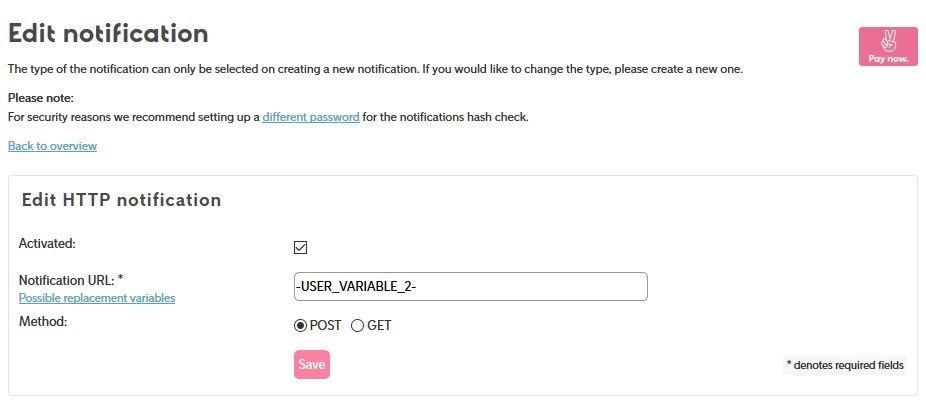 Edit notification
Pay now.
The type of the notification can only be selected on creating a new notification. If you would like to change the type, please create a new one.
Please note:
For security reasons we recommend setting up a different password for the notifications hash check.
Back to overview
Edit HTTP notification
Activated:
Notification URL: *
-USER_VARIABLE_2-
Possible replacement variables
Method:
POST GET
Save
* denotes required fields